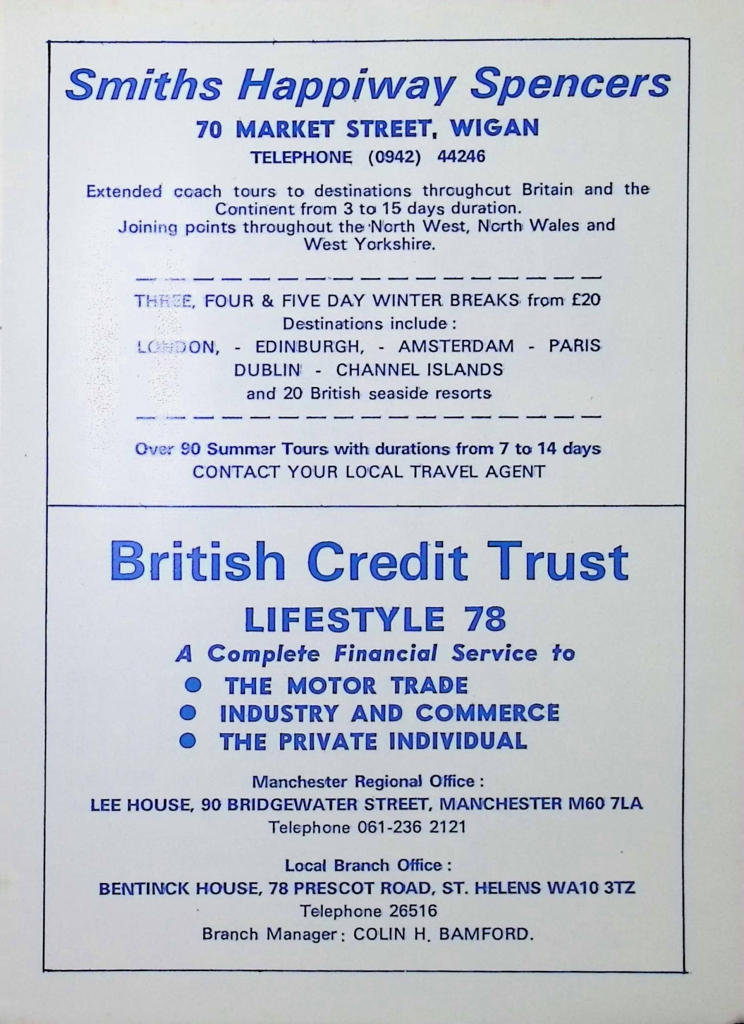 Smiths Happiway Spencers
70 MARKET STREET, WIGAN
TELEPHONE (0942) 44246
Extended coach tours to destinations throughout Britain and the
Continent from 3 to 15 days duration.
Joining points throughout the North West, North Wales and
West Yorkshire.
THREE, FOUR & FIVE DAY WINTER BREAKS from £20
Destinations include :
LONDON, - EDINBURGH, - AMSTERDAM - PARIS
DUBLIN - CHANNEL ISLANDS
and 20 British seaside resorts
Over 90 Summer Tours with durations from 7 to 14 days
CONTACT YOUR LOCAL TRAVEL AGENT
British Credit Trust
LIFESTYLE 78
A Complete Financial Service to
● THE MOTOR TRADE
● INDUSTRY AND COMMERCE
● THE PRIVATE INDIVIDUAL
Manchester Regional Office :
LEE HOUSE, 90 BRIDGEWATER STREET, MANCHESTER M60 7LA
Telephone 061-236 2121
Local Branch Office :
BENTINCK HOUSE, 78 PRESCOT ROAD, ST. HELENS WA10 3TZ
Telephone 26516
Branch Manager : COLIN H. BAMFORD.